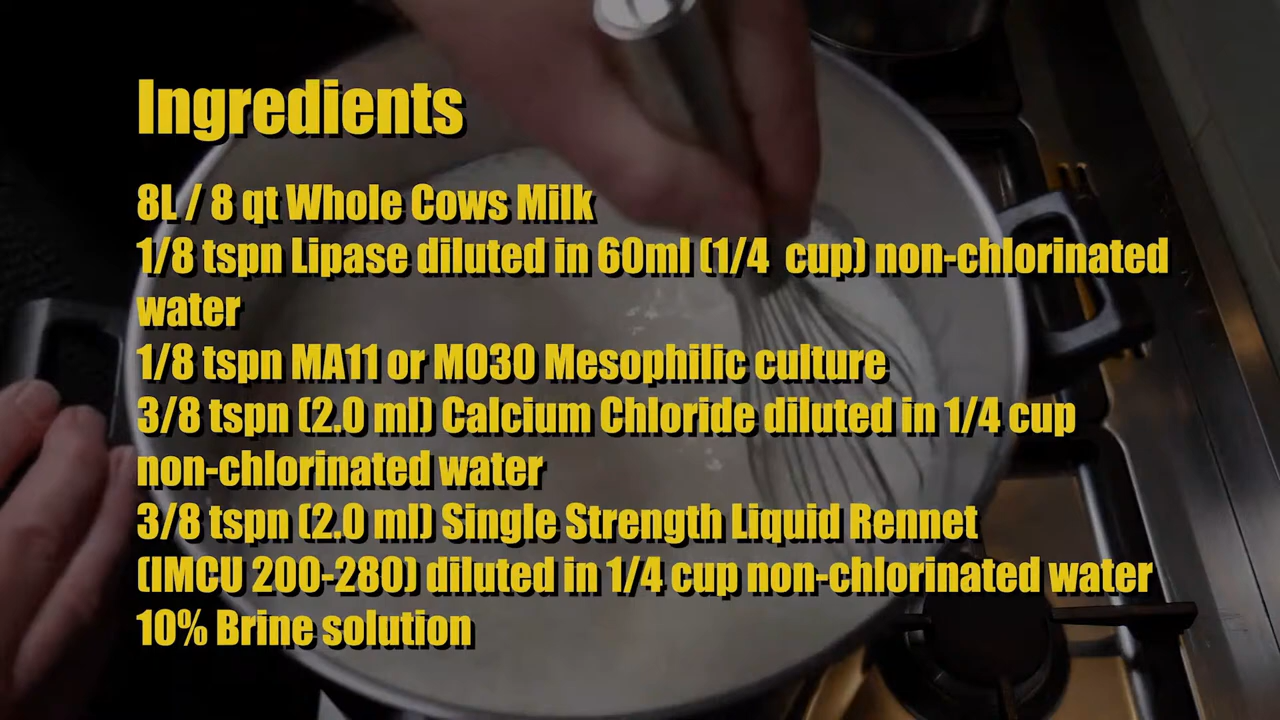 Ingredients
8L / 8 qt Whole Cows Milk
1/8 tspn Lipase diluted in 60ml (1/4  cup) non-chlorinated
water
1/8 tspn MA11 or MO30 Mesophilic culture
3/8 tspn (2.0 ml) Calcium Chloride diluted in 1/4 cup
non-chlorinated water
3/8 tspn (2.0 ml) Single Strength Liquid Rennet
(IMCU 200-280) diluted in 1/4 cup non-chlorinated water
10% Brine solution